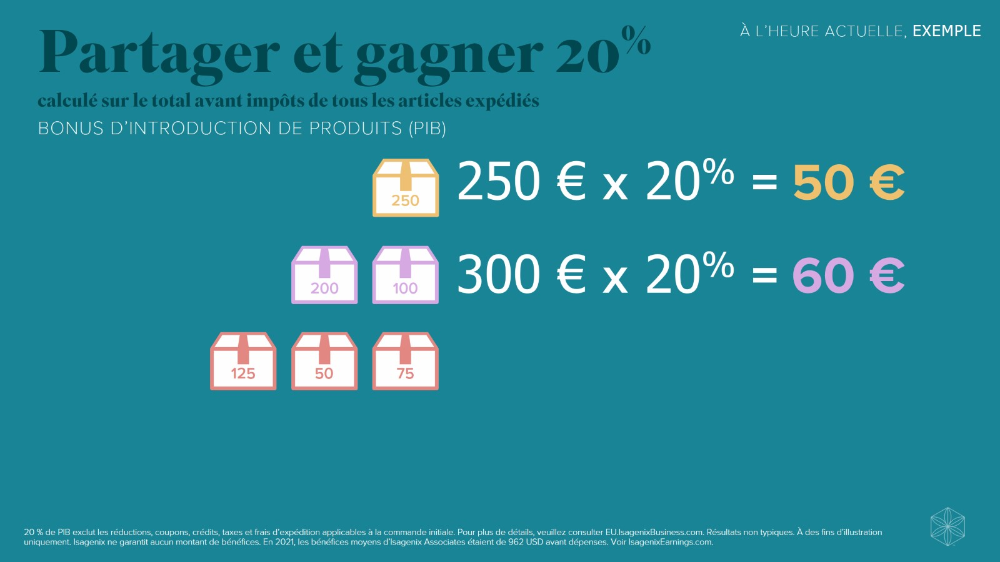 À L'HEURE ACTUELLE, EXEMPLE
Partager et gagner 20%
calculé sur le total avant impôts de tous les articles expédiés
BONUS D'INTRODUCTION DE PRODUITS (PIB)
250 250 € x 20% = 50 €
200 100 300 € x 20% = 60 €
125 50 75
20 % de PIB exclut les réductions, coupons, crédits, taxes et frais d'expédition applicables à la commande initiale. Pour plus de détails, veuillez consulter EU.IsagenixBusiness.com. Résultats non typiques. À des fins d'illustration
uniquement. Isagenix ne garantit aucun montant de bénéfices. En 2021, les bénéfices moyens d'Isagenix Associates étaient de 962 USD avant dépenses. Voir IsagenixEarnings.com.